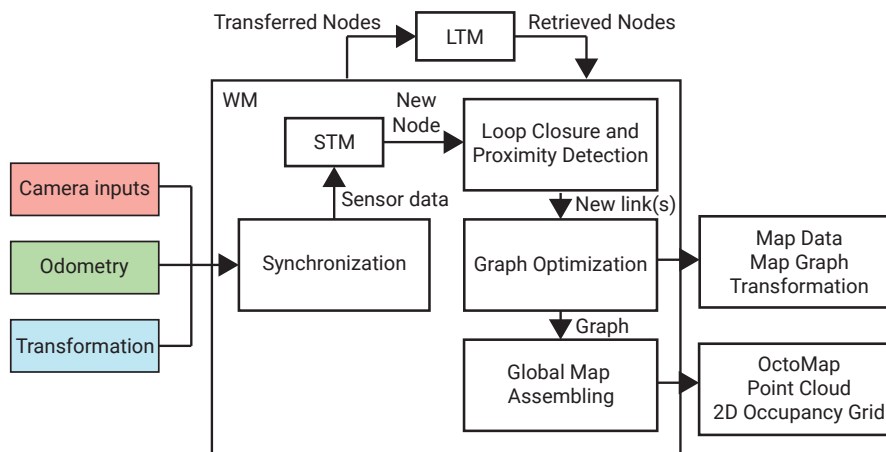 Transferred Nodes
LTM
Retrieved Nodes
WM
New
Node
STM
Loop Closure and
Proximity Detection
Camera inputs
Sensor data
New link(s)
Odometry
Synchronization
Graph Optimization
Map Data
Map Graph
Transformation
Transformation
Graph
Global Map
Assembling
OctoMap
Point Cloud
2D Occupancy Grid